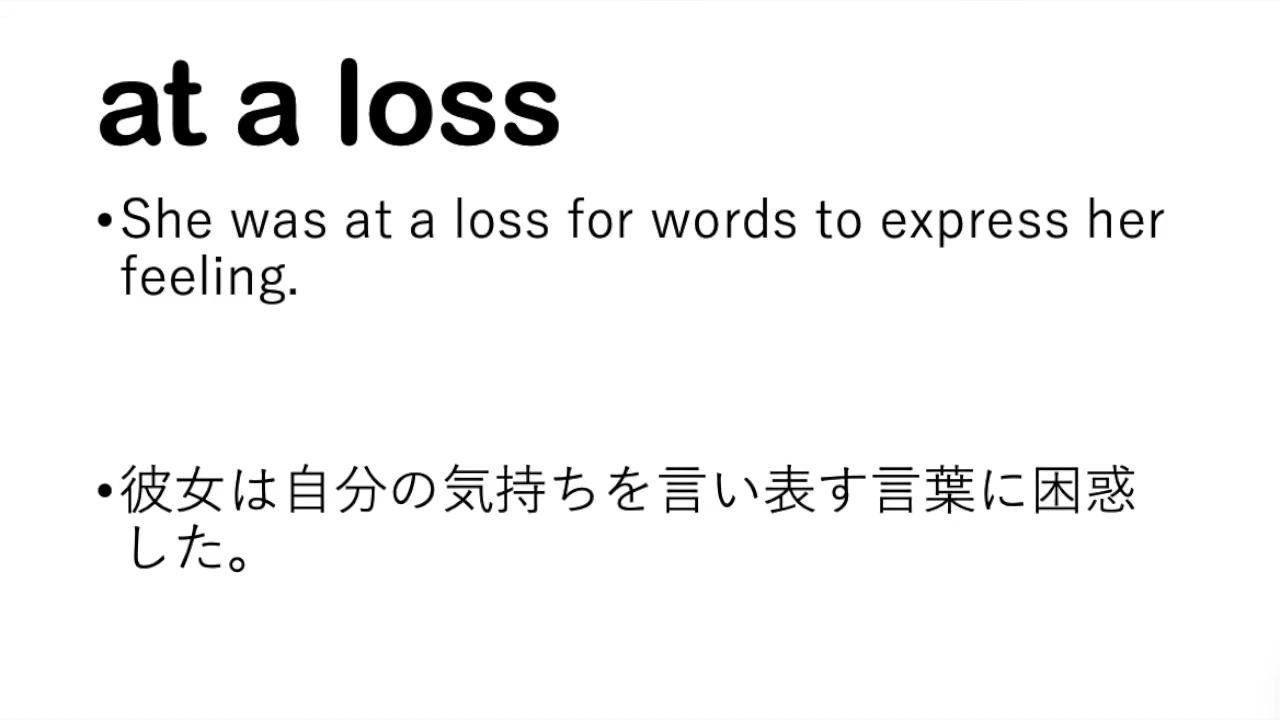 at a loss
•She was at a loss for words to express her
feeling.
•彼女は自分の気持ちを言い表す言葉に困惑
した。